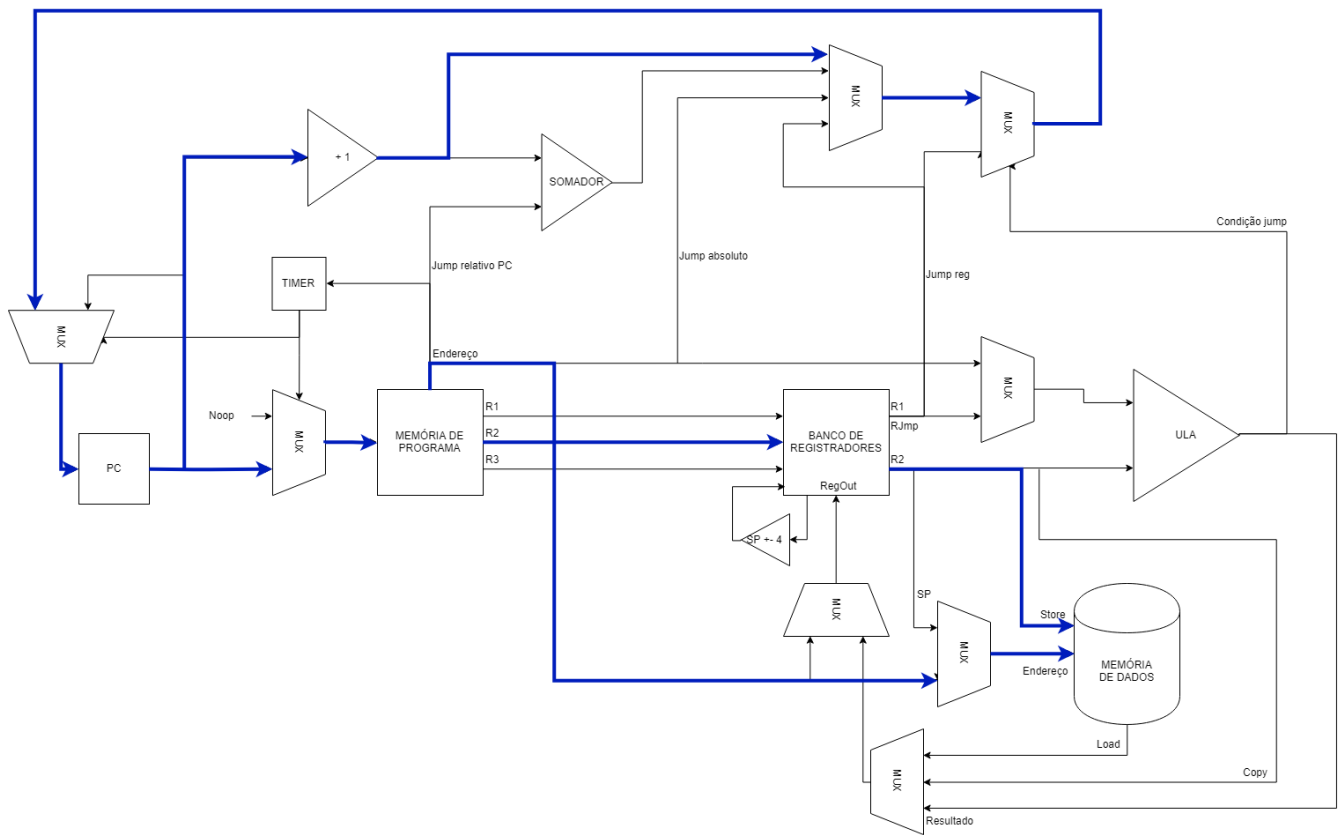 MUX
MUX
+ 1
SOMADOR
Condição jump
Jump absoluto
Jump relativo PC
Jump reg
TIMER
MUX
Endereço
MUX
Noop
MUX
R1
R1
MEMÓRIA DE
PROGRAMA
R2
BANCO DE
REGISTRADORES
RJmp
ULA
PC
R3
R2
RegOut
SP +- 4
SP
MUX
Store
MUX
Endereço
MEMÓRIA
DE DADOS
Load
MUX
Copy
Resultado